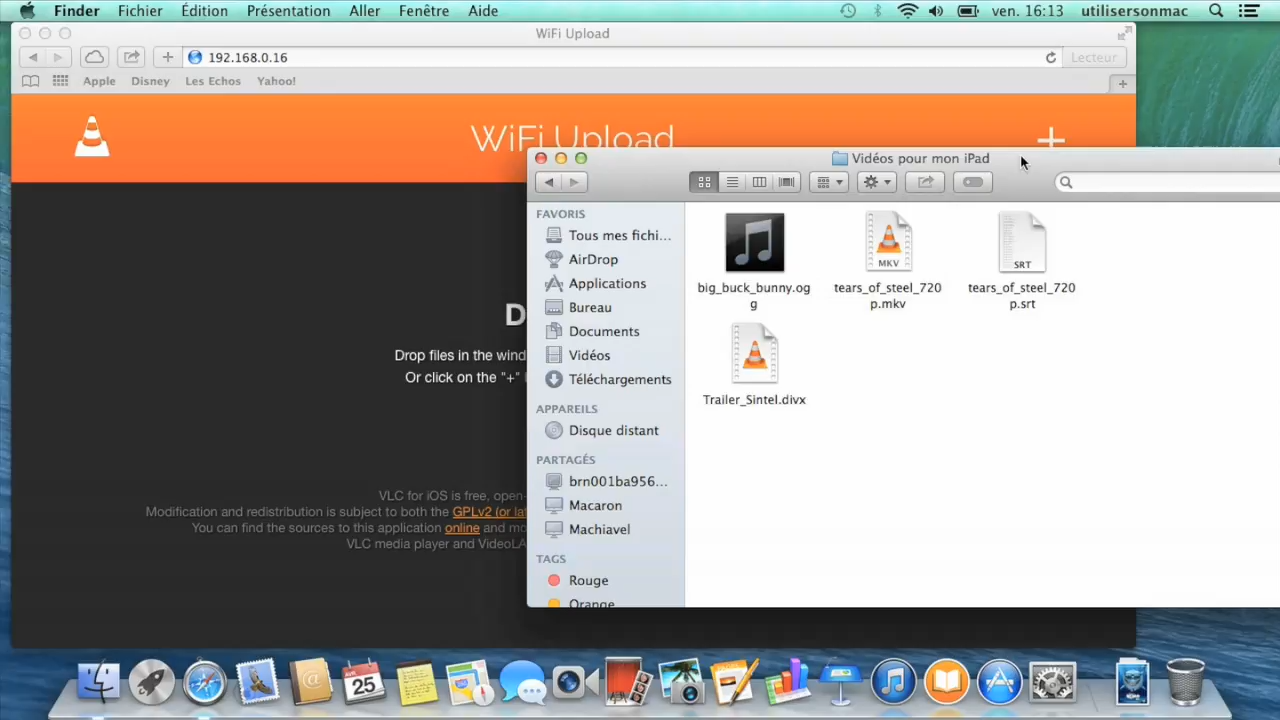 Finder Fichier Édition Présentation Aller Fenêtre Aide ven. 16:13 utilisersonmac
WiFi Upload
192.168.0.16 Lecteur
Apple Disney Les Echos Yahoo!
WiFi Upload
Vidéos pour mon iPad
FAVORIS
Tous mes fichi...
AirDrop
Applications
Bureau
Documents
Vidéos
Téléchargements
APPAREILS
Disque distant
PARTAGÉS
brn001ba956...
Macaron
Machiavel
TAGS
Rouge
Orange
MKV
SRT
big_buck_bunny.og
g
tears_of_steel_720
p.mkv
tears_of_steel_720
p.srt
Trailer_Sintel.divx
D
Drop files in the wind
Or click on the "+"
VLC for iOS is free, open-
Modification and redistribution is subject to both the GPLv2 (or lat
You can find the sources to this application online and mo
VLC media player and VideoLA
25